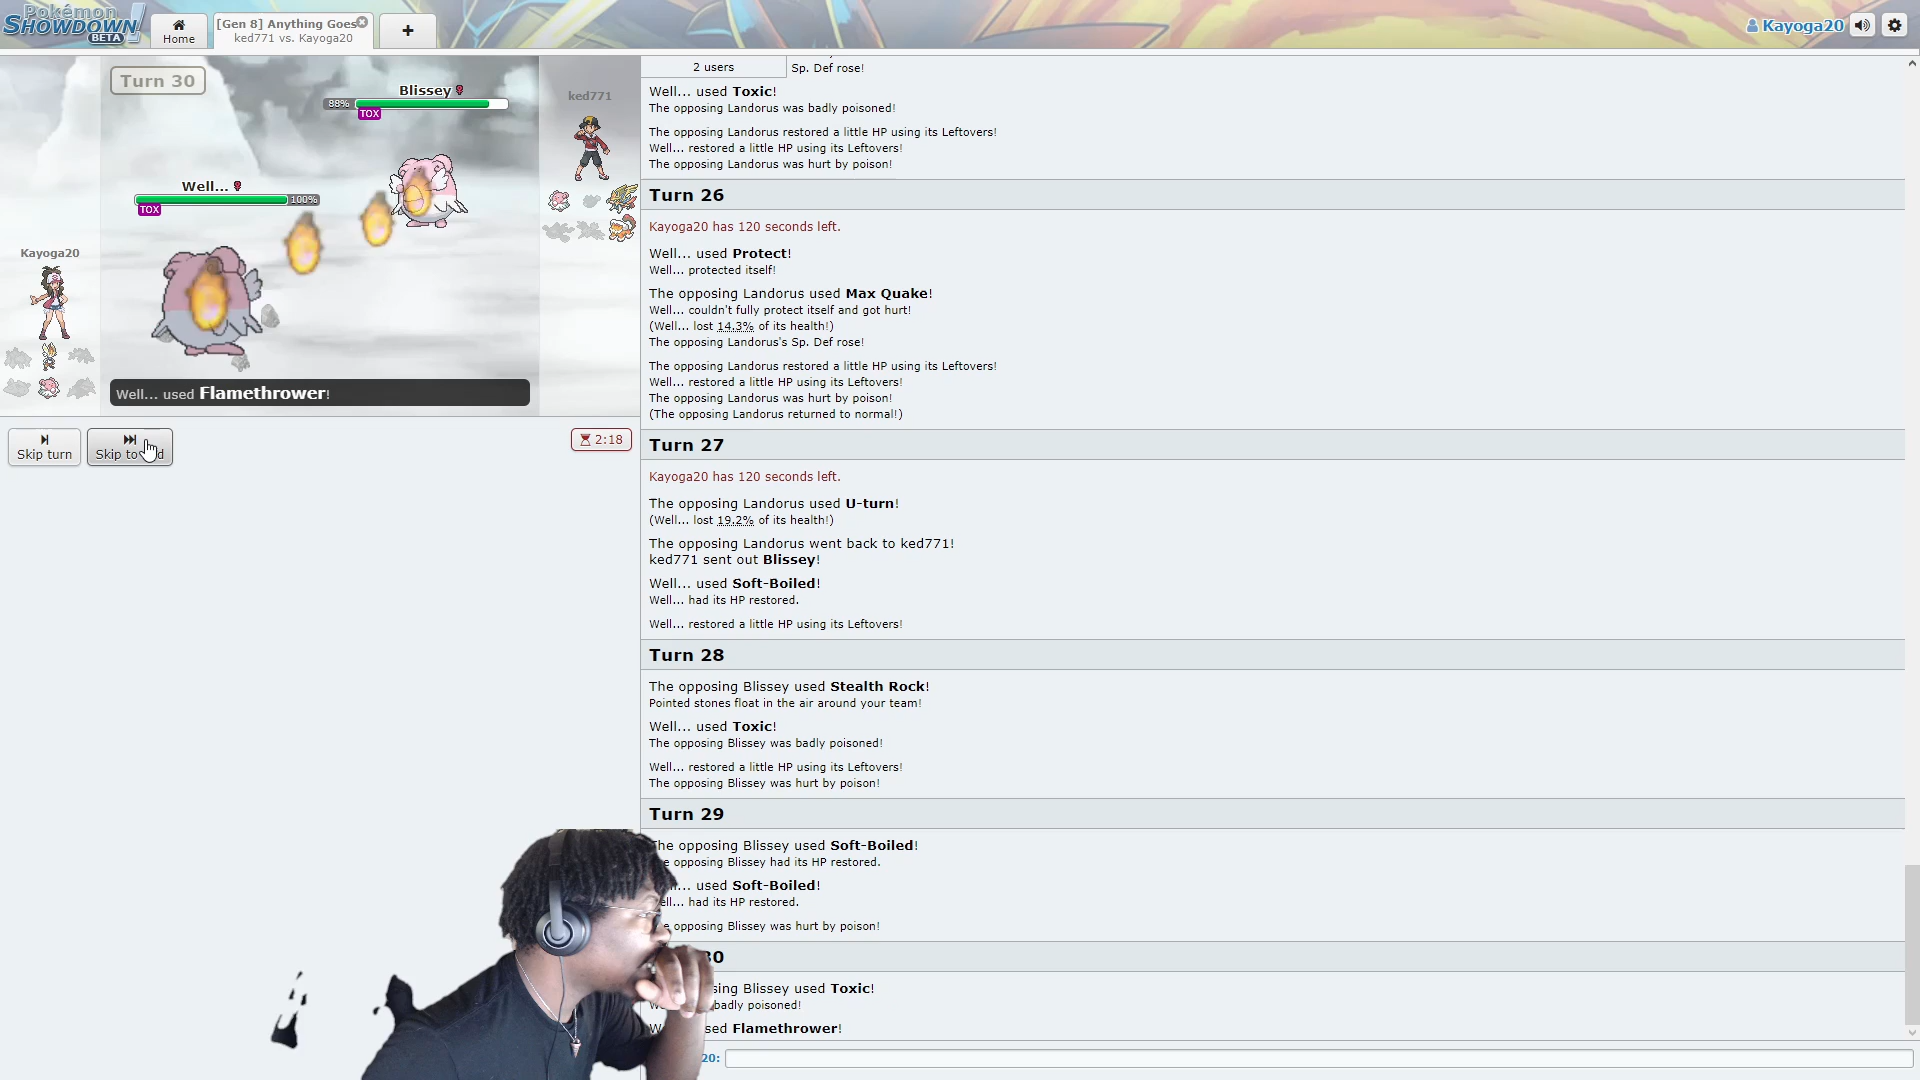 Pokémon
SHOWDOWN!
BETA
Home
[Gen 8] Anything Goes
ked771 vs. Kayoga20
+
Kayoga20
Turn 30
Blissey
88%
TOX
Well...
100%
TOX
ked771
Kayoga20
Well... used Flamethrower!
Skip turn
Skip to
2:18
2 users
Sp. Def rose!
Well... used Toxic!
The opposing Landorus was badly poisoned!
The opposing Landorus restored a little HP using its Leftovers!
Well... restored a little HP using its Leftovers!
The opposing Landorus was hurt by poison!
Turn 26
Kayoga20 has 120 seconds left.
Well... used Protect!
Well... protected itself!
The opposing Landorus used Max Quake!
Well... couldn't fully protect itself and got hurt!
(Well... lost 14.3% of its health!)
The opposing Landorus's Sp. Def rose!
The opposing Landorus restored a little HP using its Leftovers!
Well... restored a little HP using its Leftovers!
The opposing Landorus was hurt by poison!
(The opposing Landorus returned to normal!)
Turn 27
Kayoga20 has 120 seconds left.
The opposing Landorus used U-turn!
(Well... lost 19.2% of its health!)
The opposing Landorus went back to ked771!
ked771 sent out Blissey!
Well... used Soft-Boiled!
Well... had its HP restored.
Well... restored a little HP using its Leftovers!
Turn 28
The opposing Blissey used Stealth Rock!
Pointed stones float in the air around your team!
Well... used Toxic!
The opposing Blissey was badly poisoned!
Well... restored a little HP using its Leftovers!
The opposing Blissey was hurt by poison!
Turn 29
The opposing Blissey used Soft-Boiled!
opposing Blissey had its HP restored.
used Soft-Boiled!
had its HP restored.
opposing Blissey was hurt by poison!
30
Blissey used Toxic!
badly poisoned!
Flamethrower!
20: